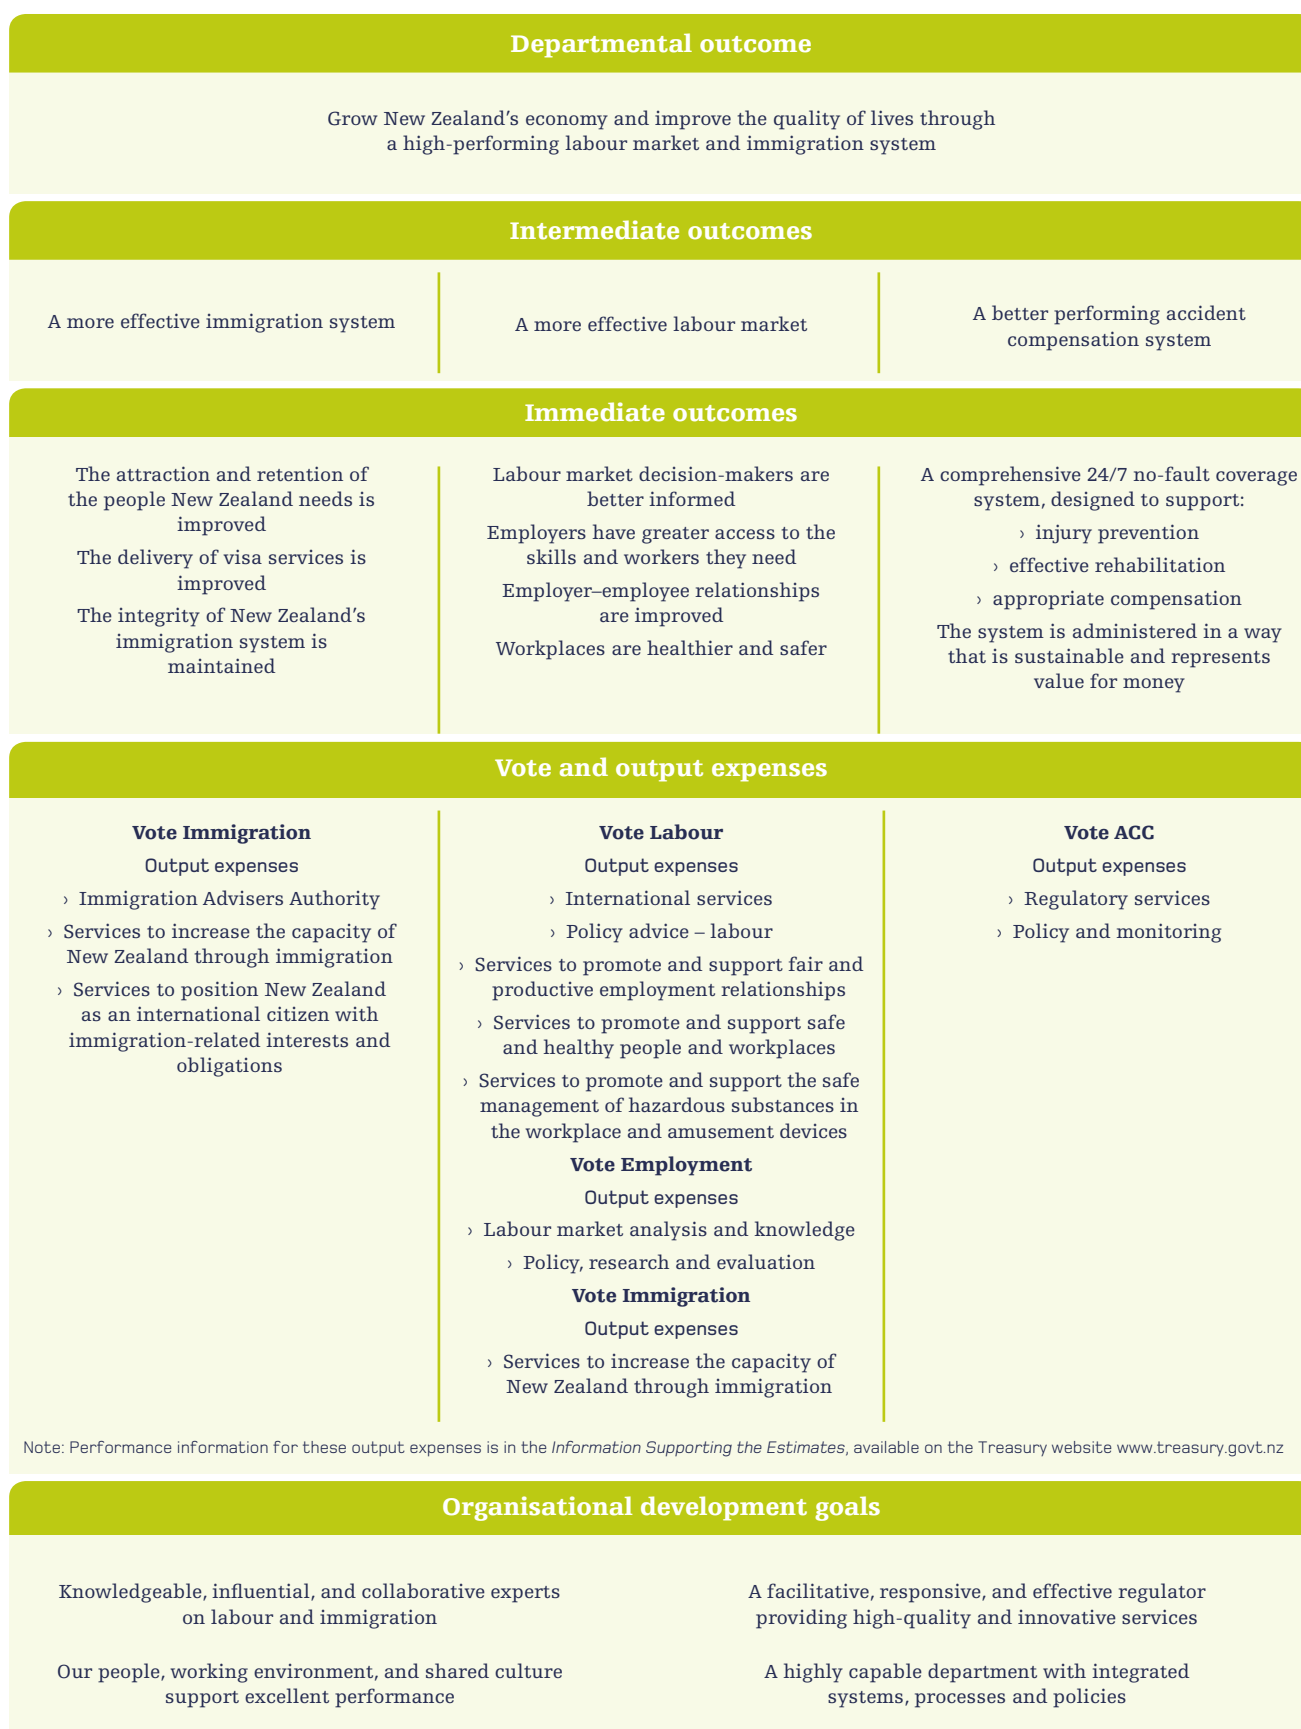 Departmental outcome
Grow New Zealand’s economy and improve the quality of lives through
a high-performing labour market and immigration system
Intermediate outcomes
A more effective immigration system
A more effective labour market
A better performing accident
compensation system
Immediate outcomes
The attraction and retention of
the people New Zealand needs is
improved
The delivery of visa services is
improved
The integrity of New Zealand’s
immigration system is
maintained
Labour market decision-makers are
better informed
Employers have greater access to the
skills and workers they need
Employer–employee relationships
are improved
Workplaces are healthier and safer
A comprehensive 24/7 no-fault coverage
system, designed to support:
› injury prevention
› effective rehabilitation
› appropriate compensation
The system is administered in a way
that is sustainable and represents
value for money
Vote and output expenses
Vote Immigration
Output expenses
› Immigration Advisers Authority
› Services to increase the capacity of
New Zealand through immigration
› Services to position New Zealand
as an international citizen with
immigration-related interests and
obligations
Vote Labour
Output expenses
› International services
› Policy advice – labour
› Services to promote and support fair and
productive employment relationships
› Services to promote and support safe
and healthy people and workplaces
› Services to promote and support the safe
management of hazardous substances in
the workplace and amusement devices
Vote Employment
Output expenses
› Labour market analysis and knowledge
› Policy, research and evaluation
Vote Immigration
Output expenses
› Services to increase the capacity of
New Zealand through immigration
Vote ACC
Output expenses
› Regulatory services
› Policy and monitoring
Note: Performance information for these output expenses is in the Information Supporting the Estimates, available on the Treasury website www.treasury.govt.nz
Organisational development goals
Knowledgeable, influential, and collaborative experts
on labour and immigration
A facilitative, responsive, and effective regulator
providing high-quality and innovative services
Our people, working environment, and shared culture
support excellent performance
A highly capable department with integrated
systems, processes and policies